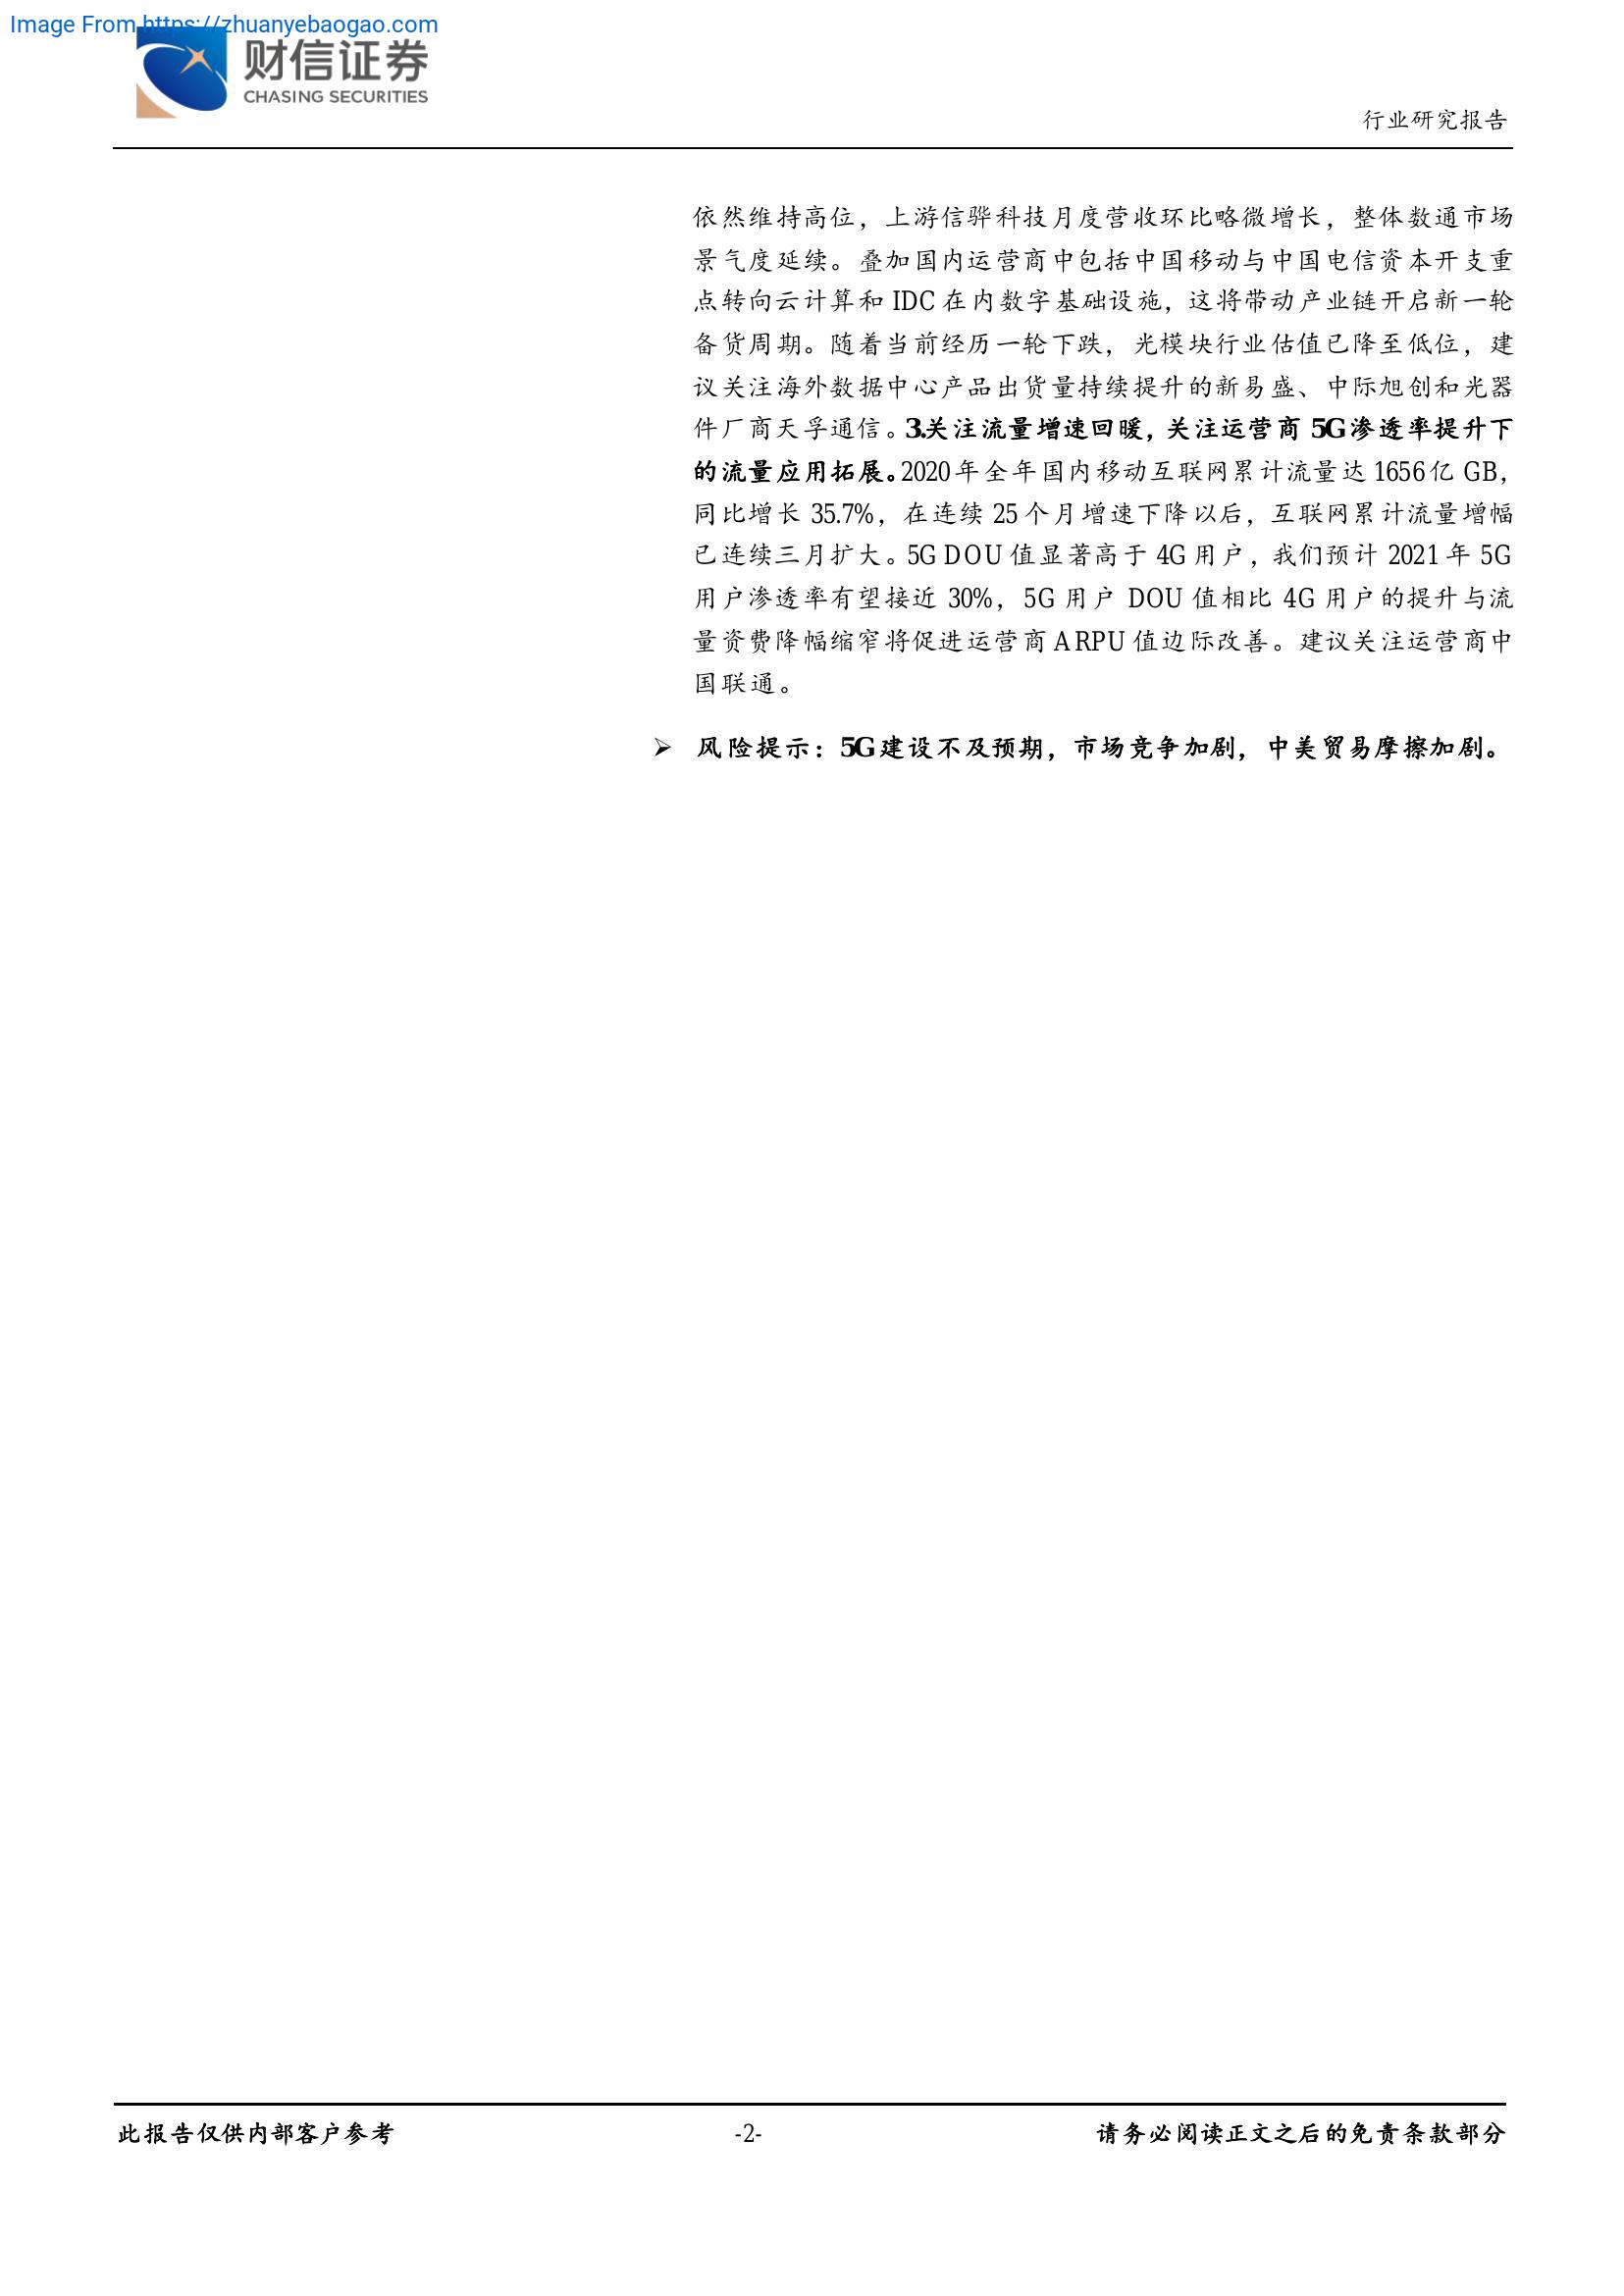 Image From https://zhuanyebaogao.com
财信证券
CHASING SECURITIES
行业研究报告
依然维持高位，上游信骅科技月度营收环比略微增长，整体数通市场
景气度延续。叠加国内运营商中包括中国移动与中国电信资本开支重
点转向云计算和 IDC 在内数字基础设施，这将带动产业链开启新一轮
备货周期。随着当前经历一轮下跌，光模块行业估值已降至低位，建
议关注海外数据中心产品出货量持续提升的新易盛、中际旭创和光器
件厂商天孚通信。3.关注流量增速回暖，关注运营商 5G 渗透率提升下
的流量应用拓展。2020 年全年国内移动互联网累计流量达 1656 亿 GB，
同比增长 35.7%，在连续 25 个月增速下降以后，互联网累计流量增幅
已连续三月扩大。5G DOU 值显著高于 4G 用户，我们预计 2021 年 5G
用户渗透率有望接近 30%，5G 用户 DOU 值相比 4G 用户的提升与流
量资费降幅缩窄将促进运营商 ARPU 值边际改善。建议关注运营商中
国联通。
➢ 风险提示：5G 建设不及预期，市场竞争加剧，中美贸易摩擦加剧。
此报告仅供内部客户参考
-2-
请务必阅读正文之后的免责条款部分